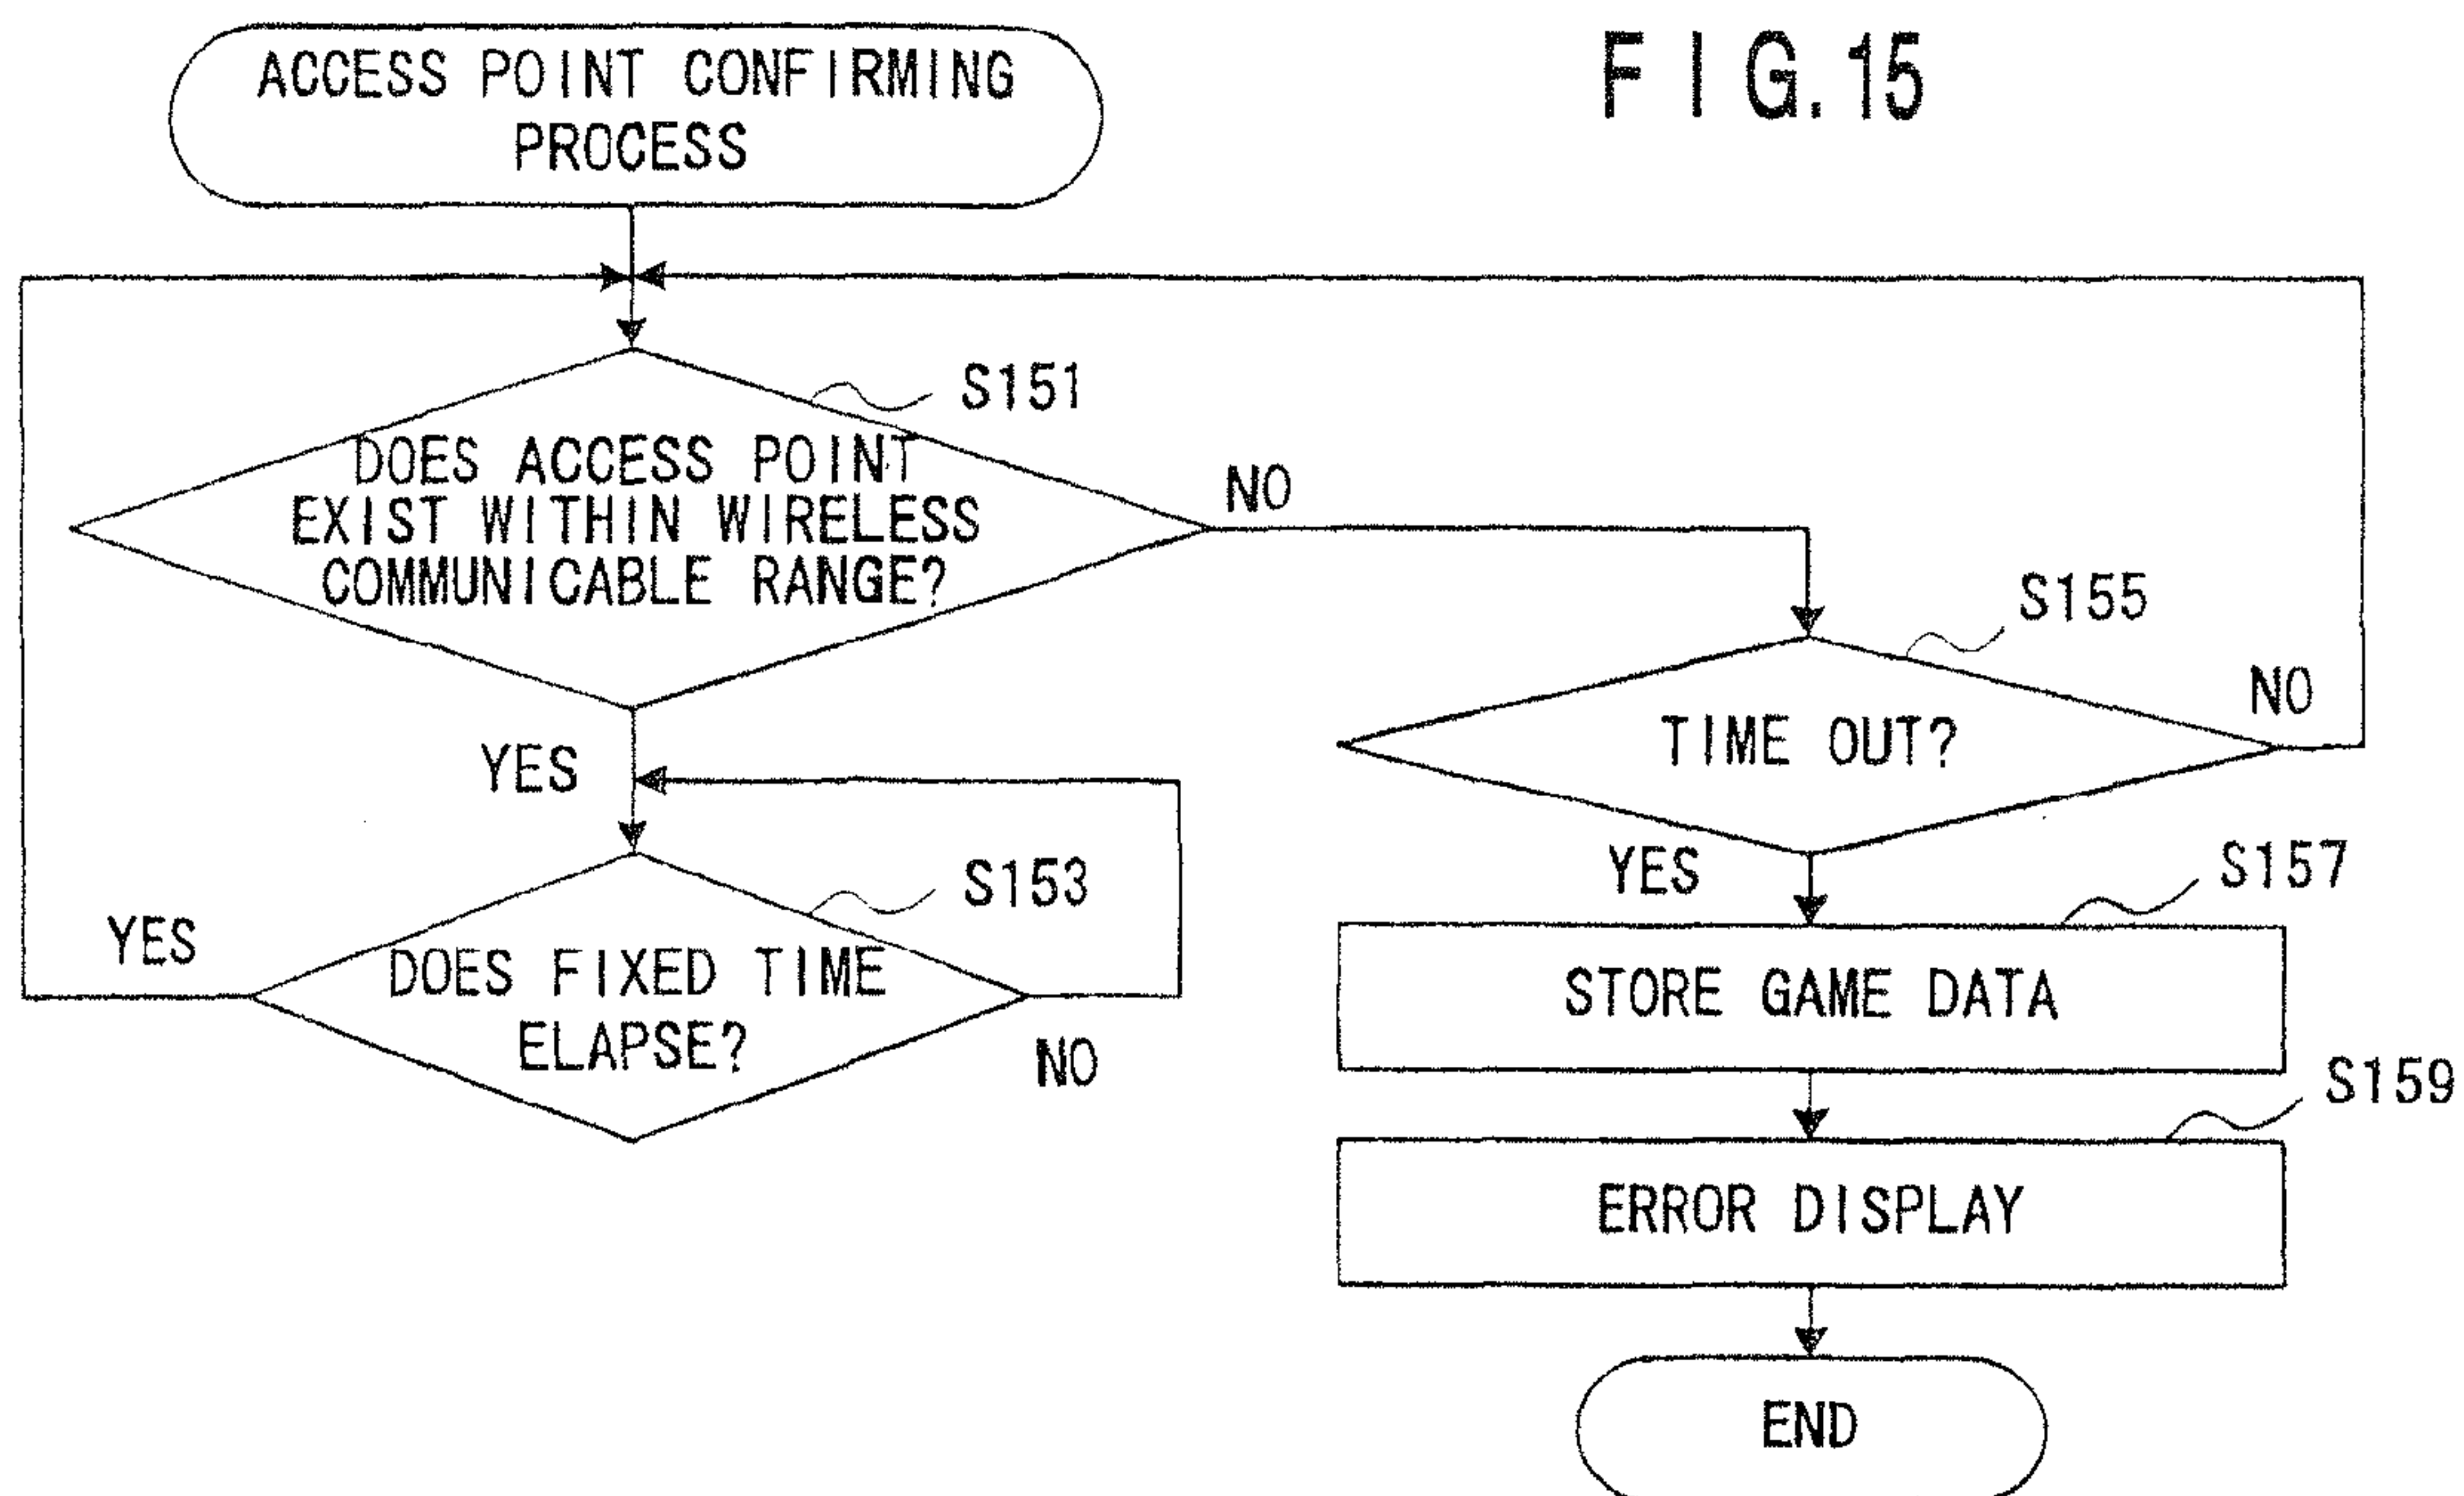 FIG.15
ACCESS POINT CONFIRMING
PROCESS
S151
DOES ACCESS POINT
EXIST WITHIN WIRELESS
COMMUNICABLE RANGE?
NO
YES
S153
DOES FIXED TIME
ELAPSE?
YES
NO
S155
TIME OUT?
NO
YES
S157
STORE GAME DATA
S159
ERROR DISPLAY
END